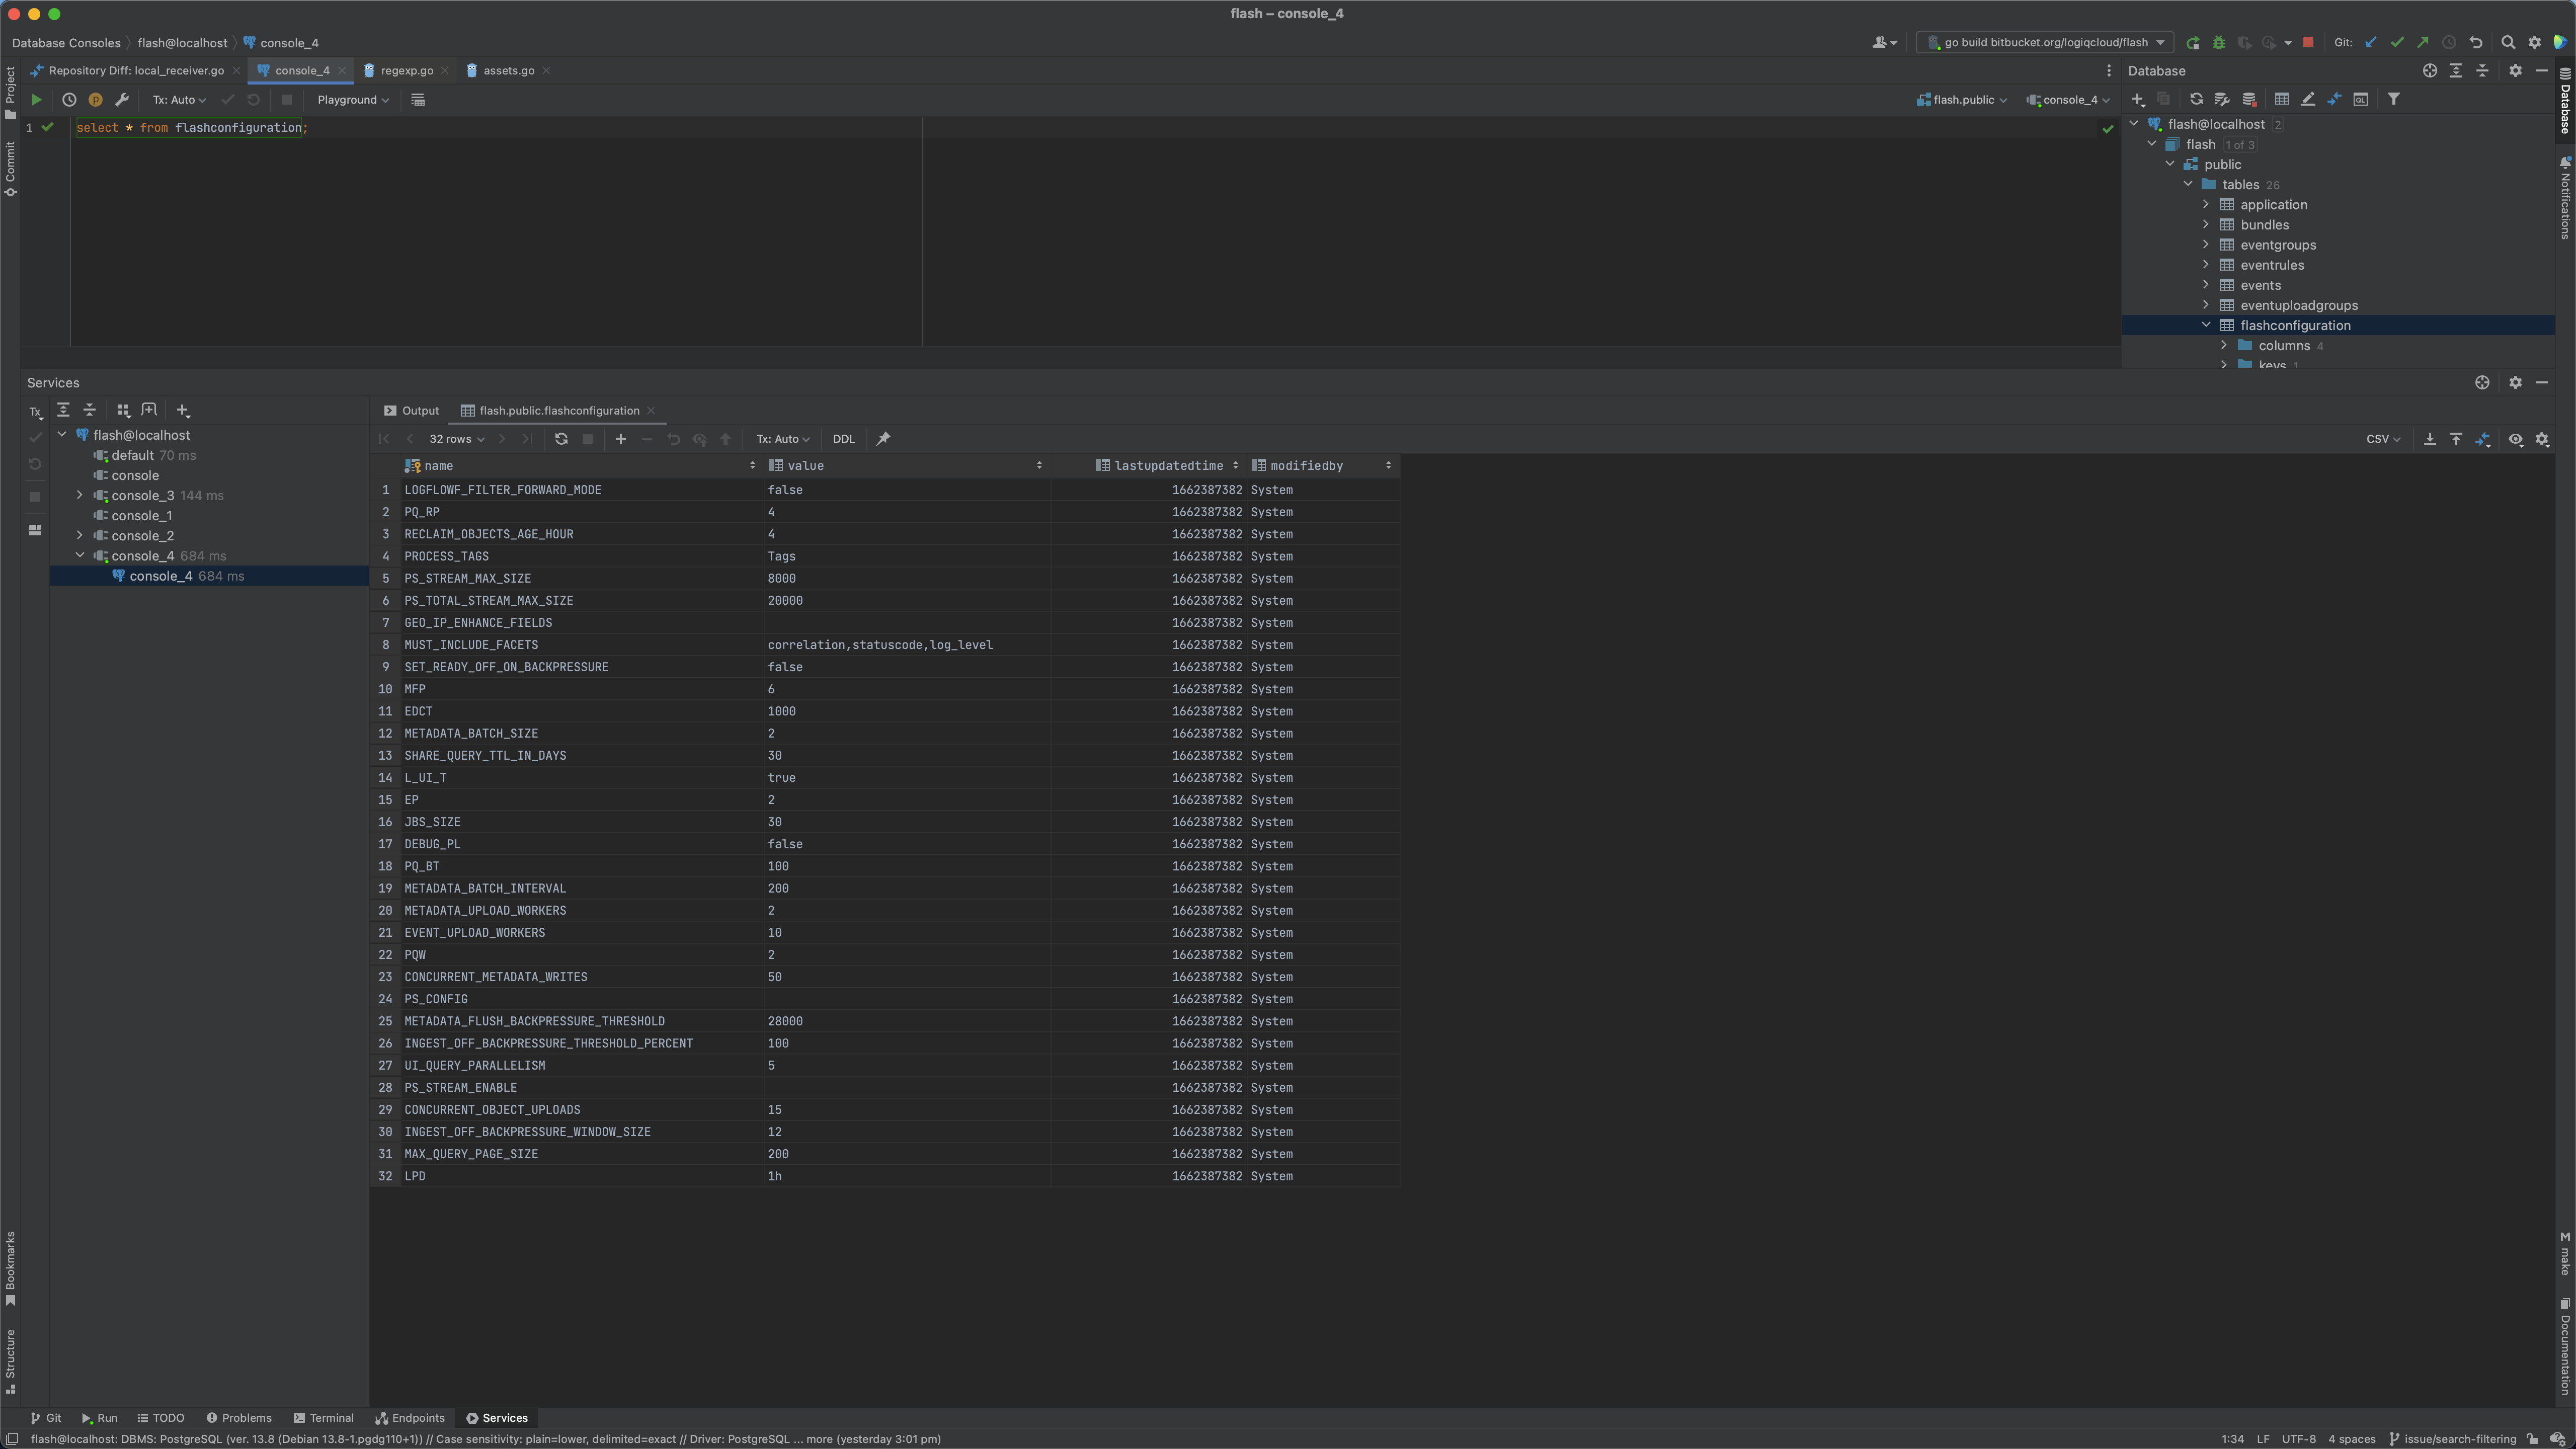 flash – console_4
Database Consoles
flash@localhost
console_4
go build bitbucket.org/logiqcloud/flash
Git:
Repository Diff: local_receiver.go
console_4
regexp.go
assets.go
Database
Tx: Auto
Playground
flash.public
console_4
1
select * from flashconfiguration;
flash@localhost 2
flash 1 of 3
public
tables 26
application
bundles
eventgroups
eventrules
events
eventuploadgroups
flashconfiguration
columns 4
keys 1
Project
Commit
Database
Notifications
Services
Tx
flash@localhost
default 70 ms
console
console_3 144 ms
console_1
console_2
console_4 684 ms
console_4 684 ms
Output
flash.public.flashconfiguration
32 rows
Tx: Auto
DDL
CSV
name value lastupdatedtime modifiedby
1 LOGFLOWF_FILTER_FORWARD_MODE false 1662387382 System
2 PQ_RP 4 1662387382 System
3 RECLAIM_OBJECTS_AGE_HOUR 4 1662387382 System
4 PROCESS_TAGS Tags 1662387382 System
5 PS_STREAM_MAX_SIZE 8000 1662387382 System
6 PS_TOTAL_STREAM_MAX_SIZE 20000 1662387382 System
7 GEO_IP_ENHANCE_FIELDS 1662387382 System
8 MUST_INCLUDE_FACETS correlation,statuscode,log_level 1662387382 System
9 SET_READY_OFF_ON_BACKPRESSURE false 1662387382 System
10 MFP 6 1662387382 System
11 EDCT 1000 1662387382 System
12 METADATA_BATCH_SIZE 2 1662387382 System
13 SHARE_QUERY_TTL_IN_DAYS 30 1662387382 System
14 L_UI_T true 1662387382 System
15 EP 2 1662387382 System
16 JBS_SIZE 30 1662387382 System
17 DEBUG_PL false 1662387382 System
18 PQ_BT 100 1662387382 System
19 METADATA_BATCH_INTERVAL 200 1662387382 System
20 METADATA_UPLOAD_WORKERS 2 1662387382 System
21 EVENT_UPLOAD_WORKERS 10 1662387382 System
22 PQW 2 1662387382 System
23 CONCURRENT_METADATA_WRITES 50 1662387382 System
24 PS_CONFIG 1662387382 System
25 METADATA_FLUSH_BACKPRESSURE_THRESHOLD 28000 1662387382 System
26 INGEST_OFF_BACKPRESSURE_THRESHOLD_PERCENT 100 1662387382 System
27 UI_QUERY_PARALLELISM 5 1662387382 System
28 PS_STREAM_ENABLE 1662387382 System
29 CONCURRENT_OBJECT_UPLOADS 15 1662387382 System
30 INGEST_OFF_BACKPRESSURE_WINDOW_SIZE 12 1662387382 System
31 MAX_QUERY_PAGE_SIZE 200 1662387382 System
32 LPD 1h 1662387382 System
Bookmarks
Structure
M make
Documentation
Git
Run
TODO
Problems
Terminal
Endpoints
Services
flash@localhost: DBMS: PostgreSQL (ver. 13.8 (Debian 13.8-1.pgdg110+1)) // Case sensitivity: plain=lower, delimited=exact // Driver: PostgreSQL ... more (yesterday 3:01 pm)
1:34 LF UTF-8 4 spaces issue/search-filtering